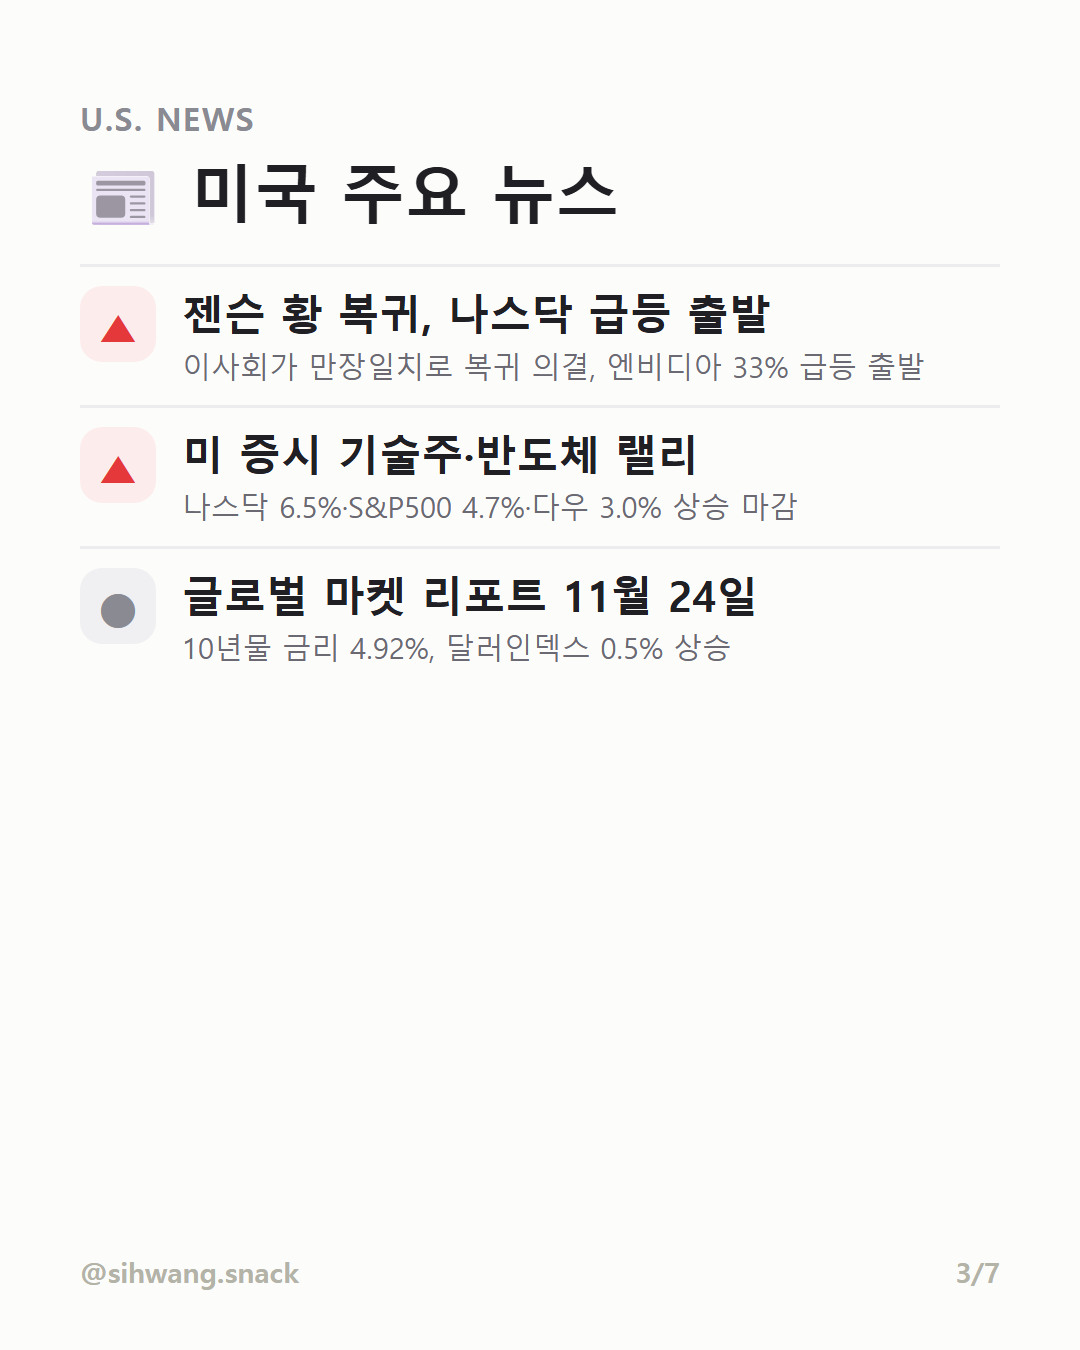 U.S. NEWS
미국 주요 뉴스
젠슨 황 복귀, 나스닥 급등 출발
이사회가 만장일치로 복귀 의결, 엔비디아 33% 급등 출발
미 증시 기술주·반도체 랠리
나스닥 6.5%·S&P500 4.7%·다우 3.0% 상승 마감
글로벌 마켓 리포트 11월 24일
10년물 금리 4.92%, 달러인덱스 0.5% 상승
@sihwang.snack
3/7